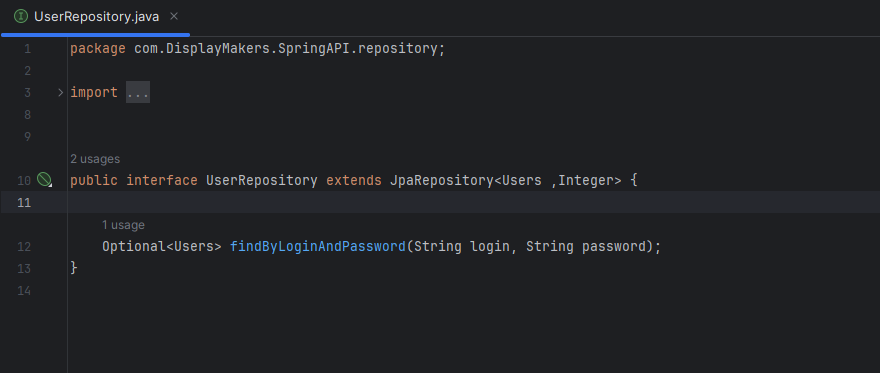 UserRepository.java
1 package com.DisplayMakers.SpringAPI.repository;
2
3 import ...
8
9
2 usages
10 public interface UserRepository extends JpaRepository<Users ,Integer> {
11
1 usage
12 Optional<Users> findByLoginAndPassword(String login, String password);
13 }
14